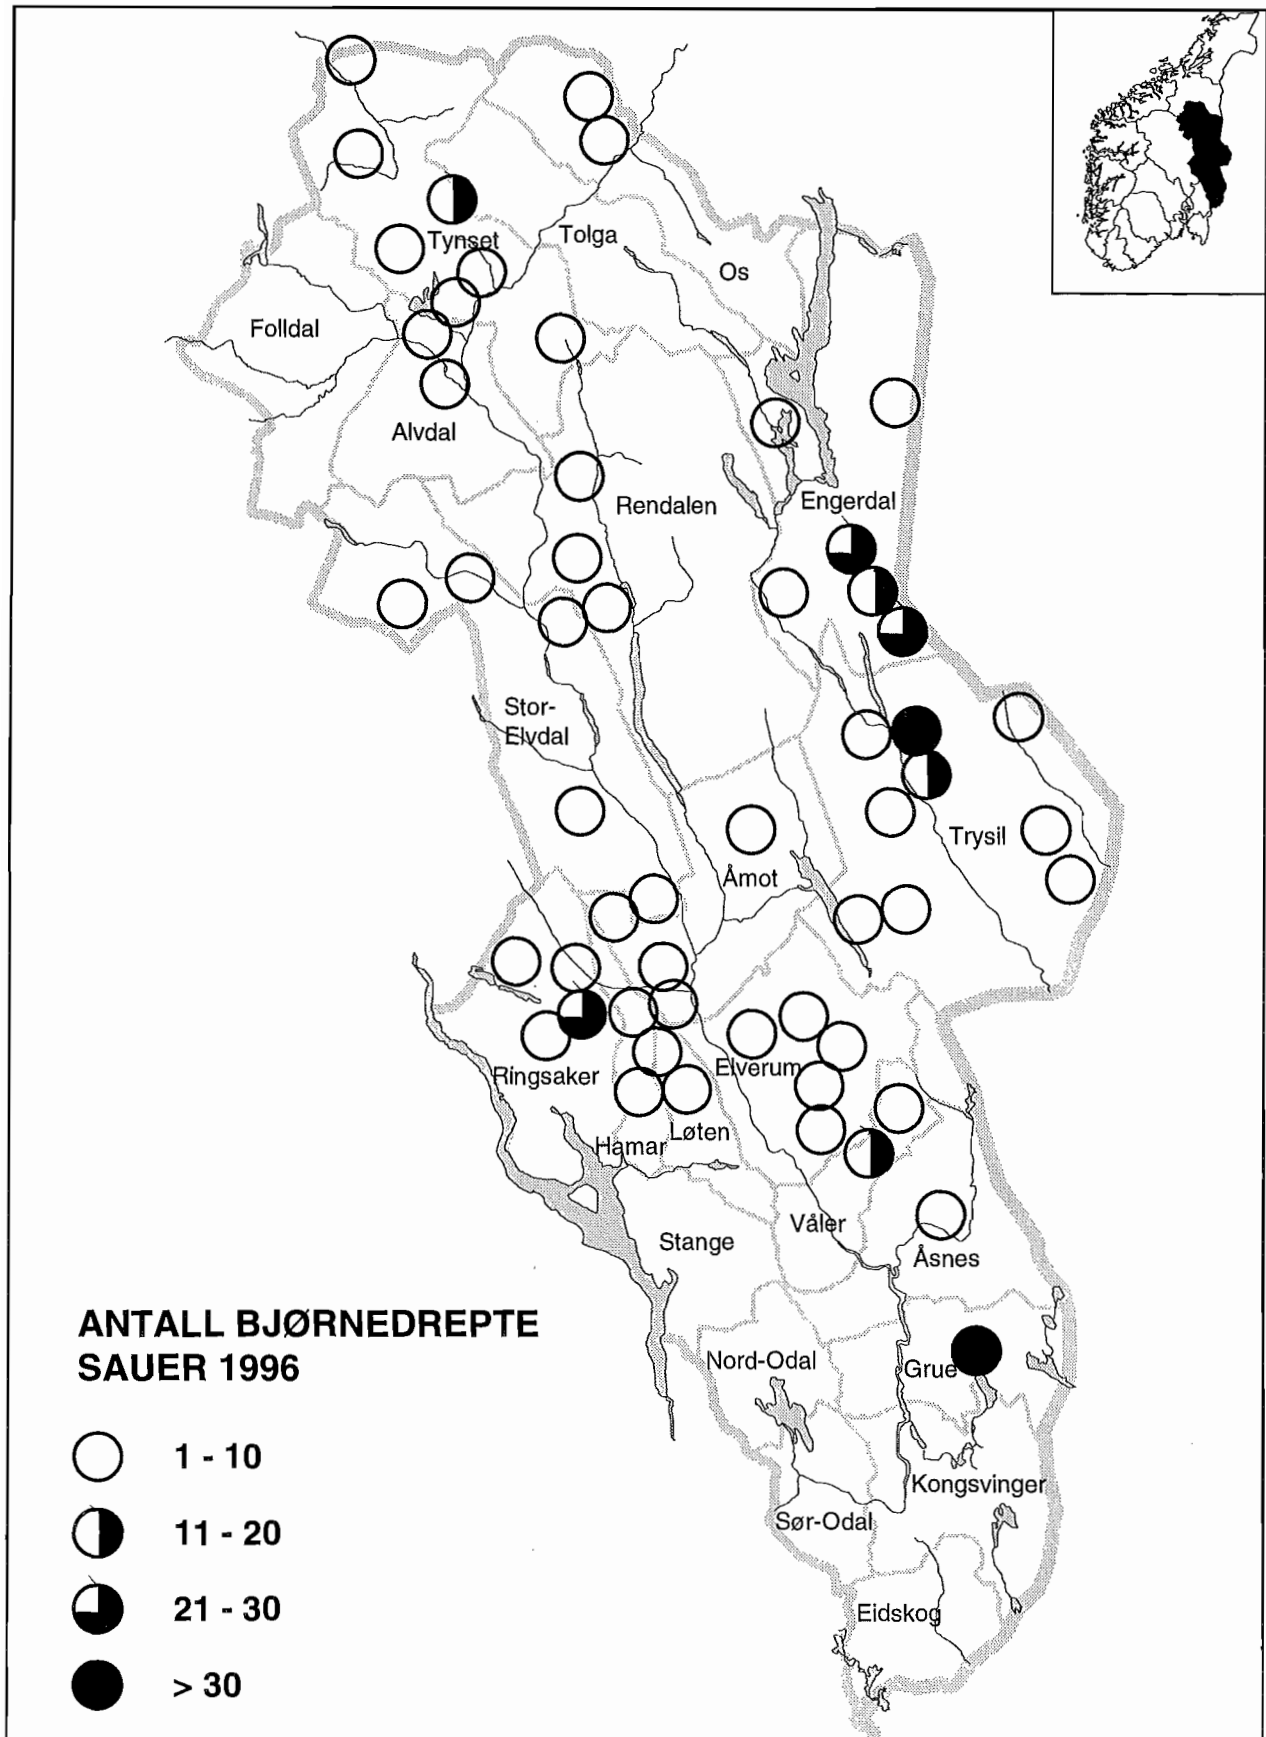 Tynset
Tolga
Os
Folldal
Alvdal
Rendalen
Engerdal
Stor-
Elvdal
Trysil
Åmot
Elverum
Ringsaker
Løten
Hamar
Våler
Stange
Åsnes
ANTALL BJØRNEDREPTE
SAUER 1996
Nord-Odal
Grue
1 - 10
Kongsvinger
Sør-Odal
11 - 20
21 - 30
Eidskog
> 30